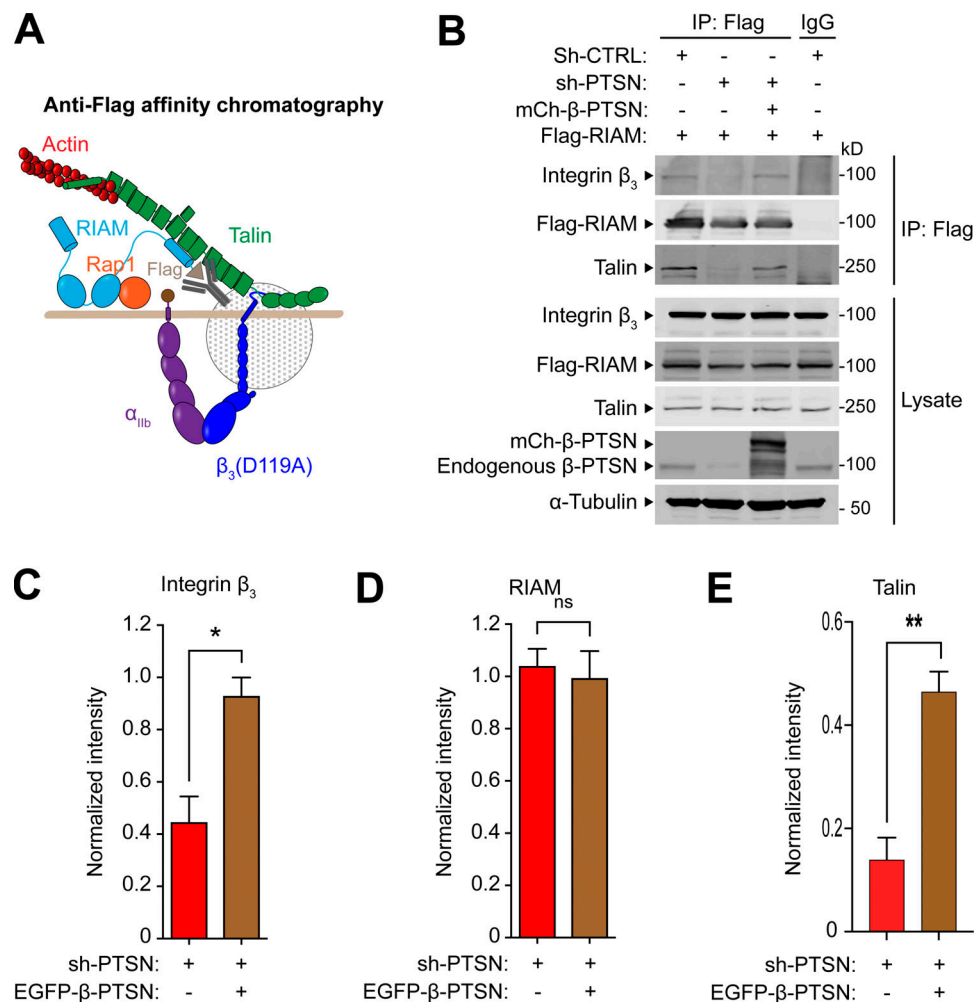 A
Anti-Flag affinity chromatography
Actin
RIAM
Rap1
Flag
Talin
αIIb
β3(D119A)
B
IP: Flag IgG
Sh-CTRL: + - - +
sh-PTSN: - + + -
mCh-β-PTSN: - - + -
Flag-RIAM: + + + +
kD
Integrin β3 -100
Flag-RIAM -100
Talin -250
IP: Flag
Integrin β3 -100
Flag-RIAM -100
Talin -250
mCh-β-PTSN
Endogenous β-PTSN -100
α-Tubulin - 50
Lysate
C
Integrin β3
*
Normalized intensity
1.2
1.0
0.8
0.6
0.4
0.2
0
sh-PTSN: + +
EGFP-β-PTSN: - +
D
RIAM
ns
Normalized intensity
1.2
1.0
0.8
0.6
0.4
0.2
0
sh-PTSN: + +
EGFP-β-PTSN: - +
E
Talin
**
Normalized intensity
0.6
0.4
0.2
0
sh-PTSN: + +
EGFP-β-PTSN: - +